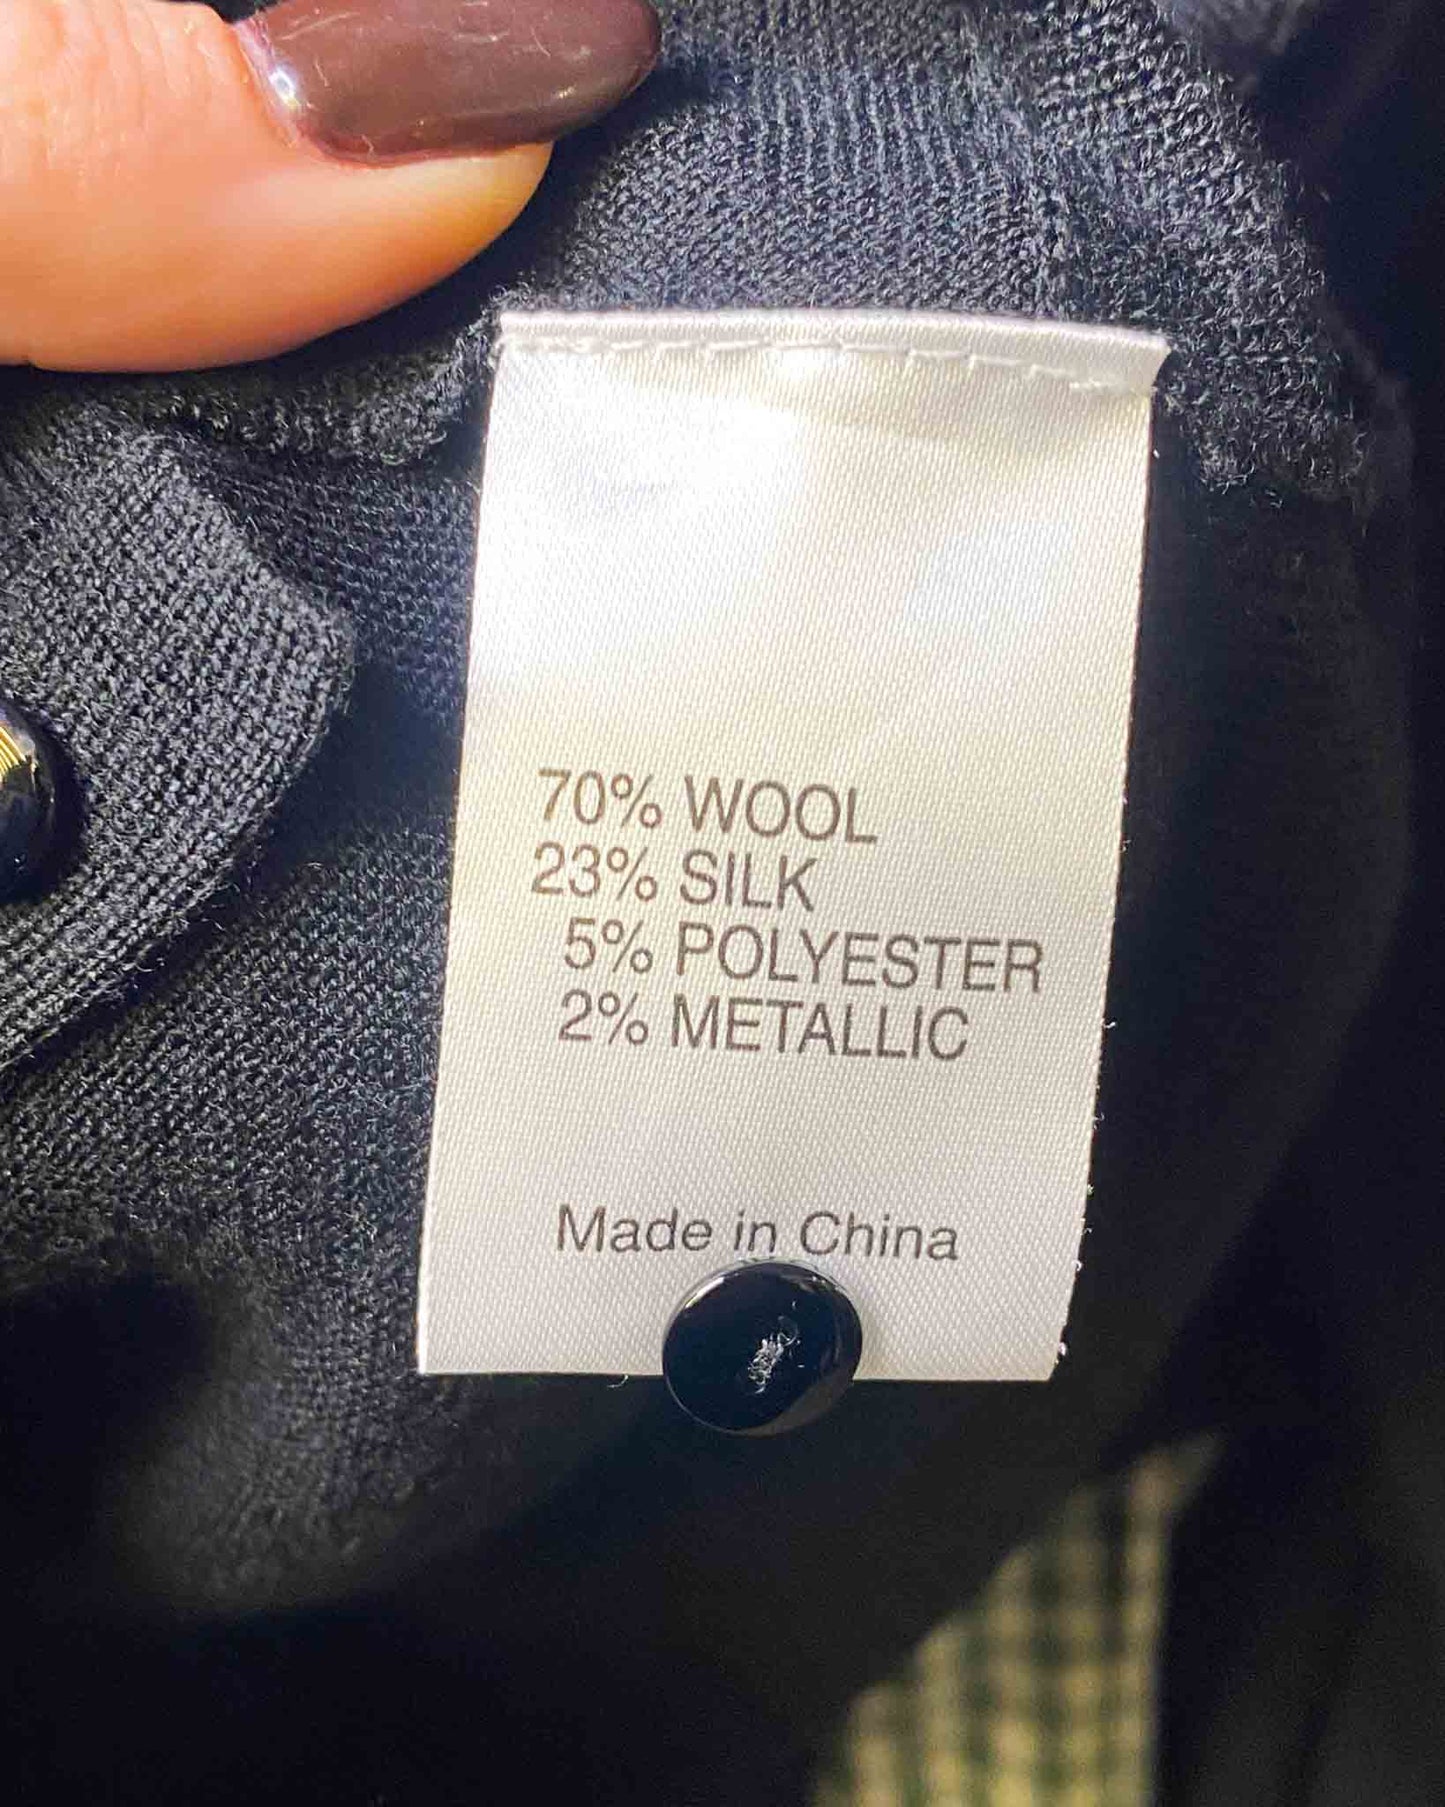 70% WOOL
23% SILK
5% POLYESTER
2% METALLIC
Made in China